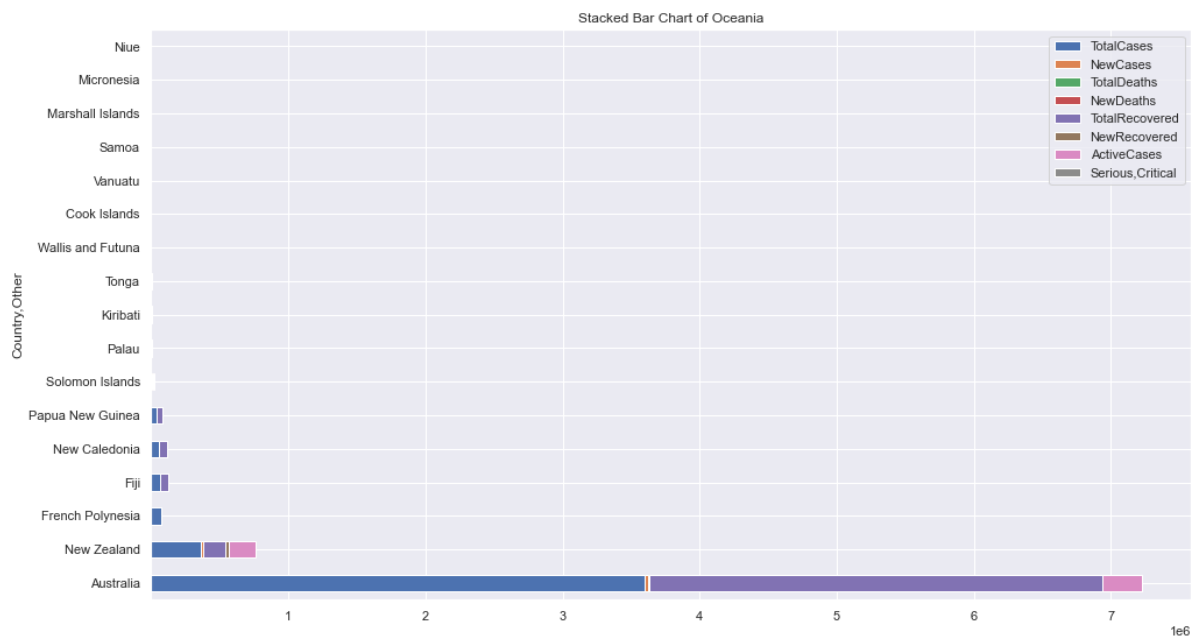 Stacked Bar Chart of Oceania
Niue
Micronesia
Marshall Islands
Samoa
Vanuatu
Cook Islands
Wallis and Futuna
Tonga
Kiribati
Palau
Solomon Islands
Papua New Guinea
New Caledonia
Fiji
French Polynesia
New Zealand
Australia
Country,Other
TotalCases
NewCases
TotalDeaths
NewDeaths
TotalRecovered
NewRecovered
ActiveCases
Serious,Critical
1 2 3 4 5 6 7
1e6